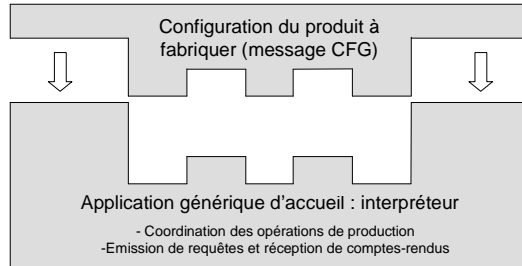 Configuration du produit à
fabriquer (message CFG)
Application générique d'accueil : interpréteur
- Coordination des opérations de production
-Emission de requêtes et réception de comptes-rendus